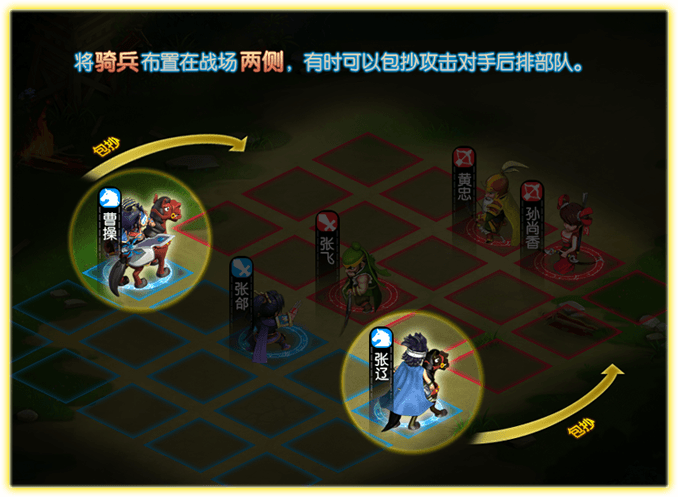 将骑兵布置在战场两侧，有时可以包抄攻击对手后排部队。
包抄
曹操
张郃
张飞
黄忠
孙尚香
张辽
包抄